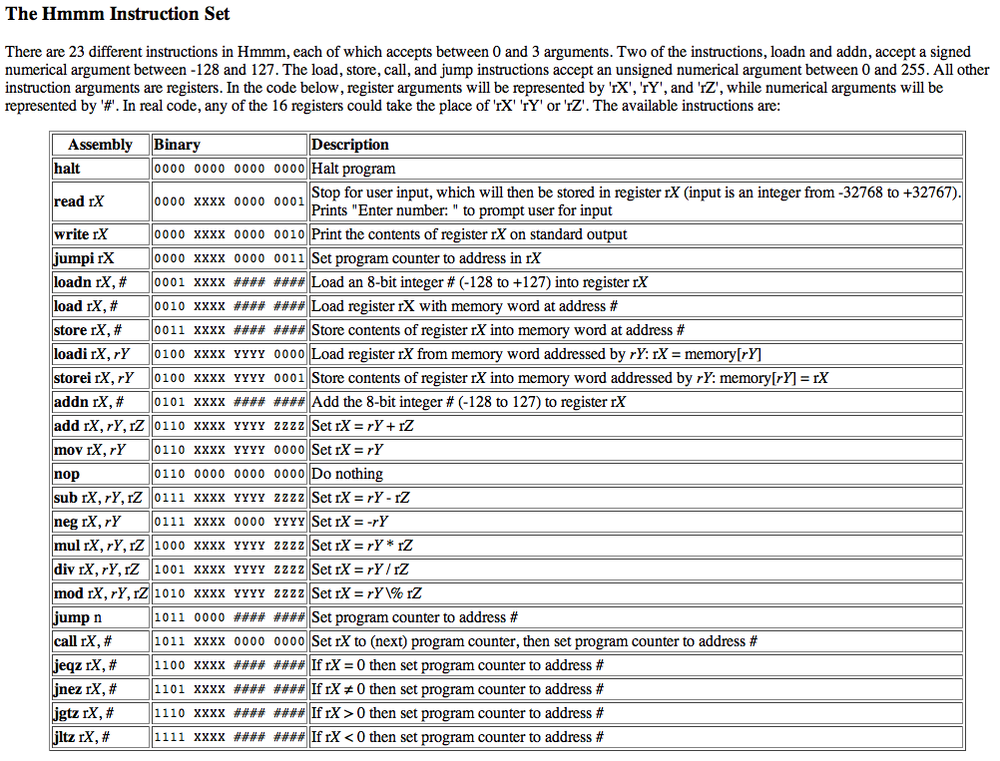 The Hmmm Instruction Set
There are 23 different instructions in Hmmm, each of which accepts between 0 and 3 arguments. Two of the instructions, loadn and addn, accept a signed
numerical argument between -128 and 127. The load, store, call, and jump instructions accept an unsigned numerical argument between 0 and 255. All other
instruction arguments are registers. In the code below, register arguments will be represented by 'rX', 'rY', and 'rZ', while numerical arguments will be
represented by '#'. In real code, any of the 16 registers could take the place of 'rX' 'rY' or 'rZ'. The available instructions are:
Assembly Binary Description
halt 0000 0000 0000 0000 Halt program
read rX 0000 XXXX 0000 0001 Stop for user input, which will then be stored in register rX (input is an integer from -32768 to +32767).
Prints "Enter number: " to prompt user for input
write rX 0000 XXXX 0000 0010 Print the contents of register rX on standard output
jumpi rX 0000 XXXX 0000 0011 Set program counter to address in rX
loadn rX, # 0001 XXXX #### #### Load an 8-bit integer # (-128 to +127) into register rX
load rX, # 0010 XXXX #### #### Load register rX with memory word at address #
store rX, # 0011 XXXX #### #### Store contents of register rX into memory word at address #
loadi rX, rY 0100 XXXX YYYY 0000 Load register rX from memory word addressed by rY: rX = memory[rY]
storei rX, rY 0100 XXXX YYYY 0001 Store contents of register rX into memory word addressed by rY: memory[rY] = rX
addn rX, # 0101 XXXX #### #### Add the 8-bit integer # (-128 to 127) to register rX
add rX, rY, rZ 0110 XXXX YYYY ZZZZ Set rX = rY + rZ
mov rX, rY 0110 XXXX YYYY 0000 Set rX = rY
nop 0110 0000 0000 0000 Do nothing
sub rX, rY, rZ 0111 XXXX YYYY ZZZZ Set rX = rY - rZ
neg rX, rY 0111 XXXX 0000 YYYY Set rX = -rY
mul rX, rY, rZ 1000 XXXX YYYY ZZZZ Set rX = rY * rZ
div rX, rY, rZ 1001 XXXX YYYY ZZZZ Set rX = rY / rZ
mod rX, rY, rZ 1010 XXXX YYYY ZZZZ Set rX = rY \% rZ
jump n 1011 0000 #### #### Set program counter to address #
call rX, # 1011 XXXX 0000 0000 Set rX to (next) program counter, then set program counter to address #
jeqz rX, # 1100 XXXX #### #### If rX = 0 then set program counter to address #
jnez rX, # 1101 XXXX #### #### If rX ≠ 0 then set program counter to address #
jgtz rX, # 1110 XXXX #### #### If rX > 0 then set program counter to address #
jltz rX, # 1111 XXXX #### #### If rX < 0 then set program counter to address #